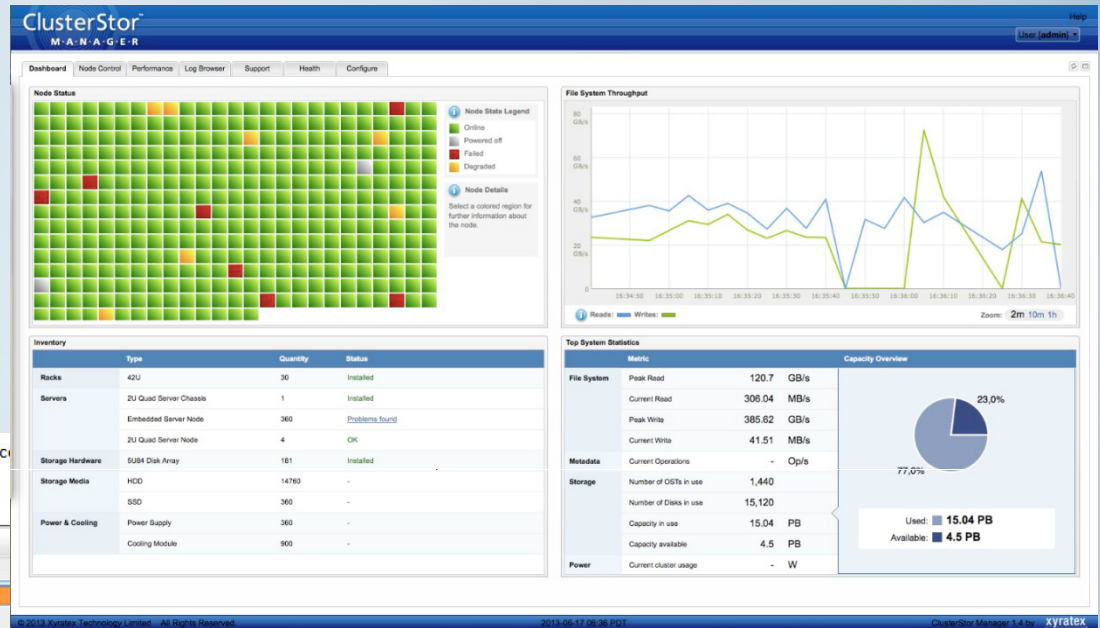 ClusterStor™
M·A·N·A·G·E·R
Help
User [admin]
Dashboard Node Control Performance Log Browser Support Health Configure
Node Status
Node State Legend
Online
Powered off
Failed
Degraded
Node Details
Select a colored region for
further information about
the node.
File System Throughput
80
GB/s
60
GB/s
40
GB/s
20
GB/s
0
16:34:50 16:35:00 16:35:10 16:35:20 16:35:30 16:35:40 16:35:50 16:36:00 16:36:10 16:36:20 16:36:30 16:36:40
Reads: Writes:
Zoom: 2m 10m 1h
Inventory
Type Quantity Status
Racks 42U 30 Installed
Servers 2U Quad Server Chassis 1 Installed
Embedded Server Node 360 Problems found
2U Quad Server Node 4 OK
Storage Hardware 5U84 Disk Array 181 Installed
Storage Media HDD 14760 -
SSD 360 -
Power & Cooling Power Supply 360 -
Cooling Module 900 -
Top System Statistics
Metric Capacity Overview
File System Peak Read 120.7 GB/s
Current Read 306.04 MB/s
Peak Write 385.62 GB/s
Current Write 41.51 MB/s
Metadata Current Operations - Op/s
Storage Number of OSTs in use 1,440
Number of Disks in use 15,120
Capacity in use 15.04 PB
Capacity available 4.5 PB
Power Current cluster usage - W
23,0%
77,0%
Used: 15.04 PB
Available: 4.5 PB
© 2013 Xyratex Technology Limited All Rights Reserved
2013-06-17 06:36 PDT
ClusterStor Manager 1.4 by xyratex